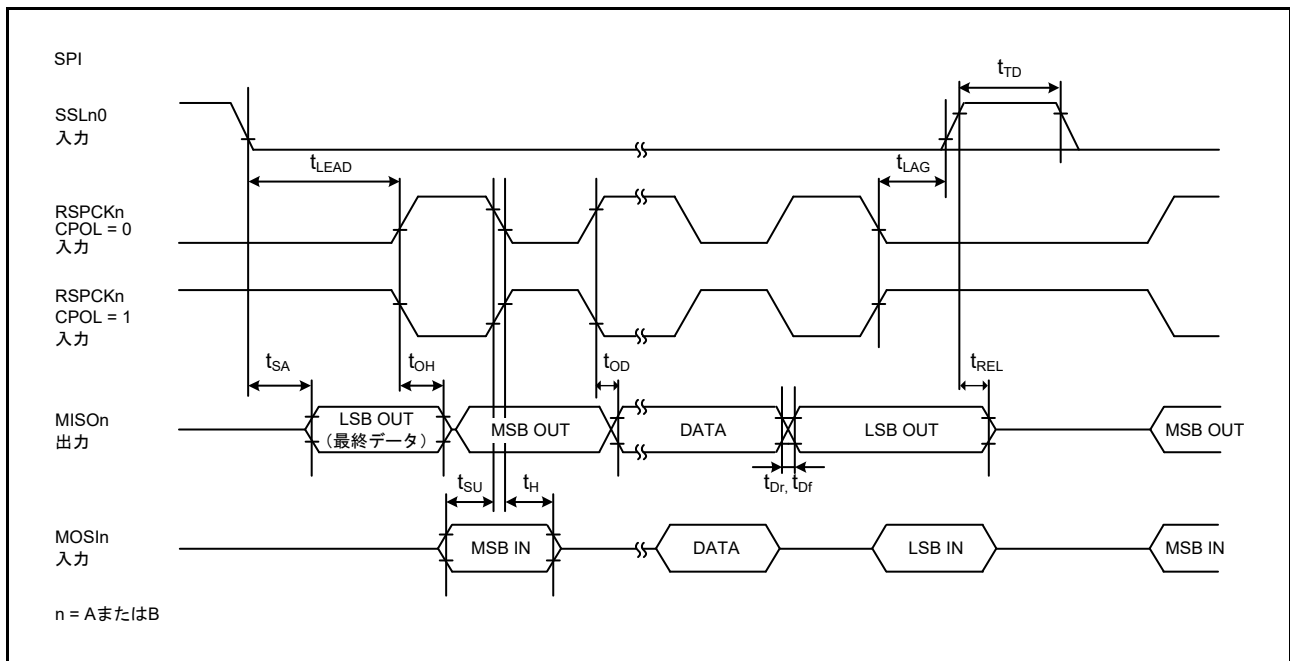 SPI
SSLn0
入力
tTD
tLEAD
tLAG
RSPCKn
CPOL = 0
入力
RSPCKn
CPOL = 1
入力
tSA
tOH
tOD
tREL
MISOn
出力
LSB OUT
(最終データ)
MSB OUT
DATA
LSB OUT
MSB OUT
tSU
tH
tDr, tDf
MOSIn
入力
MSB IN
DATA
LSB IN
MSB IN
n = AまたはB